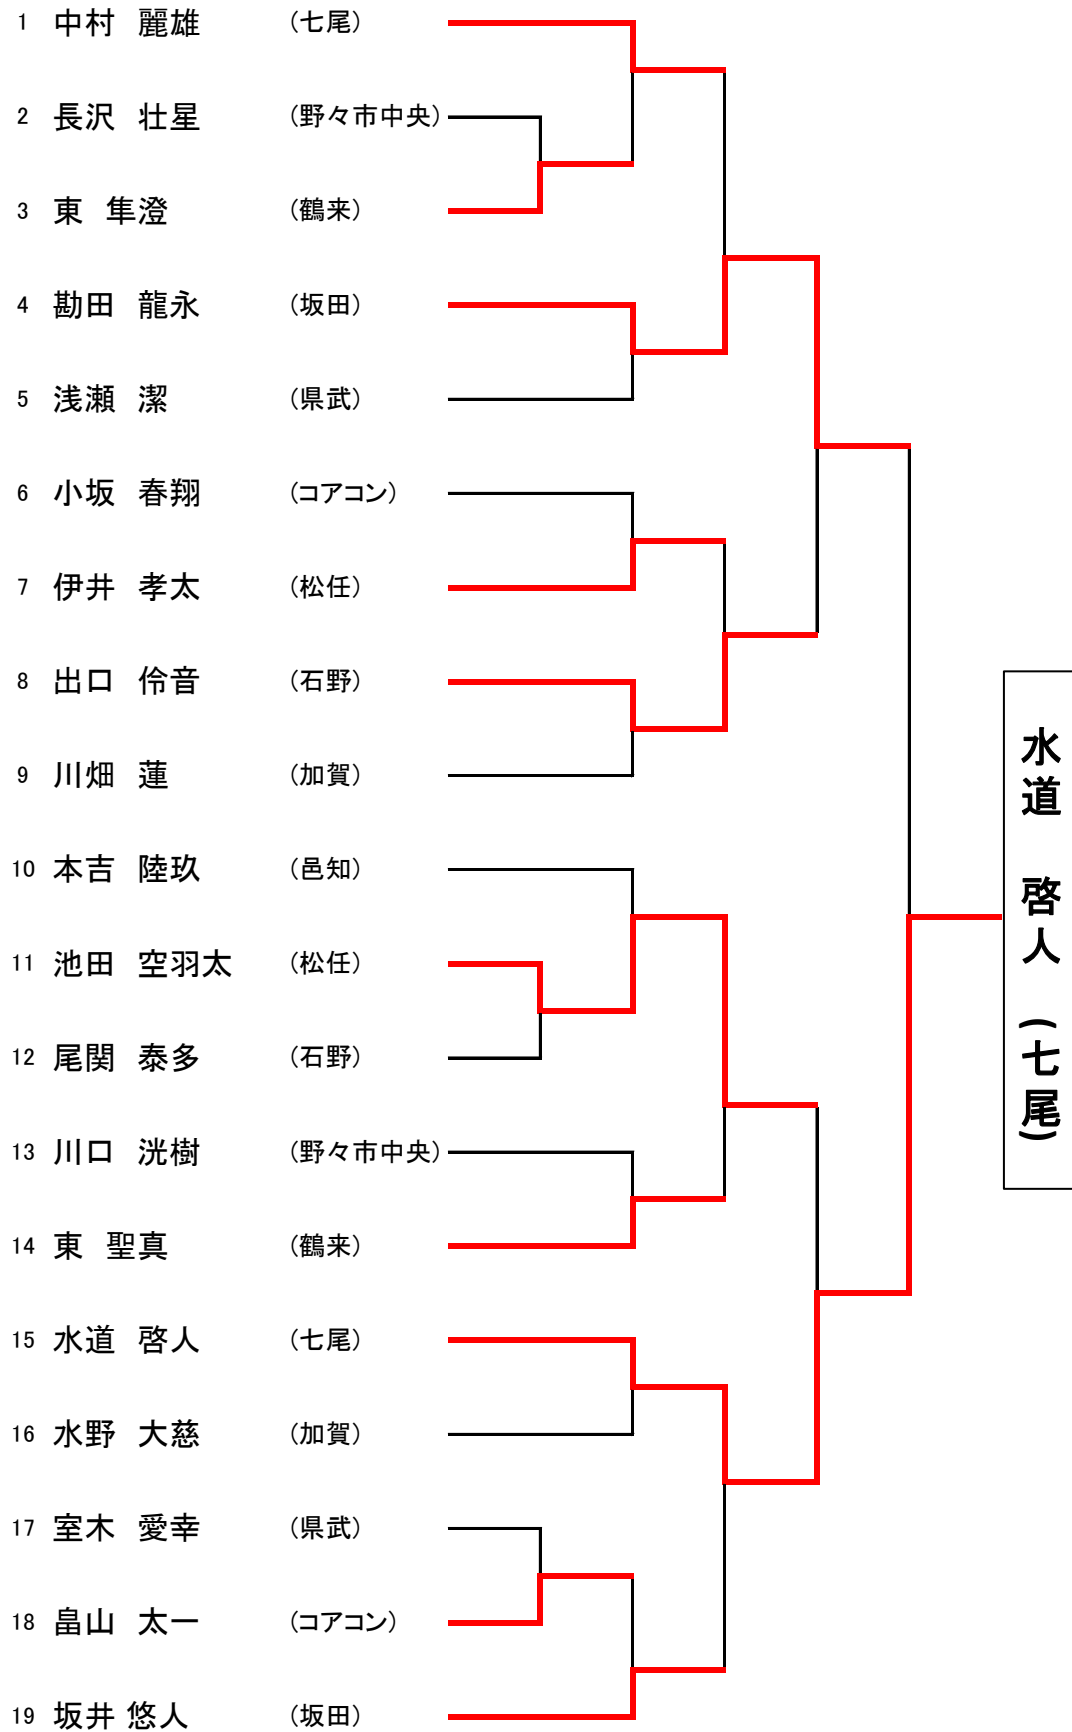 1 中村 麗雄 (七尾)
2 長沢 壮星 (野々市中央)
3 東 隼澄 (鶴来)
4 勘田 龍永 (坂田)
5 浅瀬 潔 (県武)
6 小坂 春翔 (コアコン)
7 伊井 孝太 (松任)
8 出口 伶音 (石野)
9 川畑 蓮 (加賀)
10 本吉 陸玖 (邑知)
11 池田 空羽太 (松任)
12 尾関 泰多 (石野)
13 川口 洸樹 (野々市中央)
14 東 聖真 (鶴来)
15 水道 啓人 (七尾)
16 水野 大慈 (加賀)
17 室木 愛幸 (県武)
18 畠山 太一 (コアコン)
19 坂井 悠人 (坂田)
水道 啓人 (七尾)